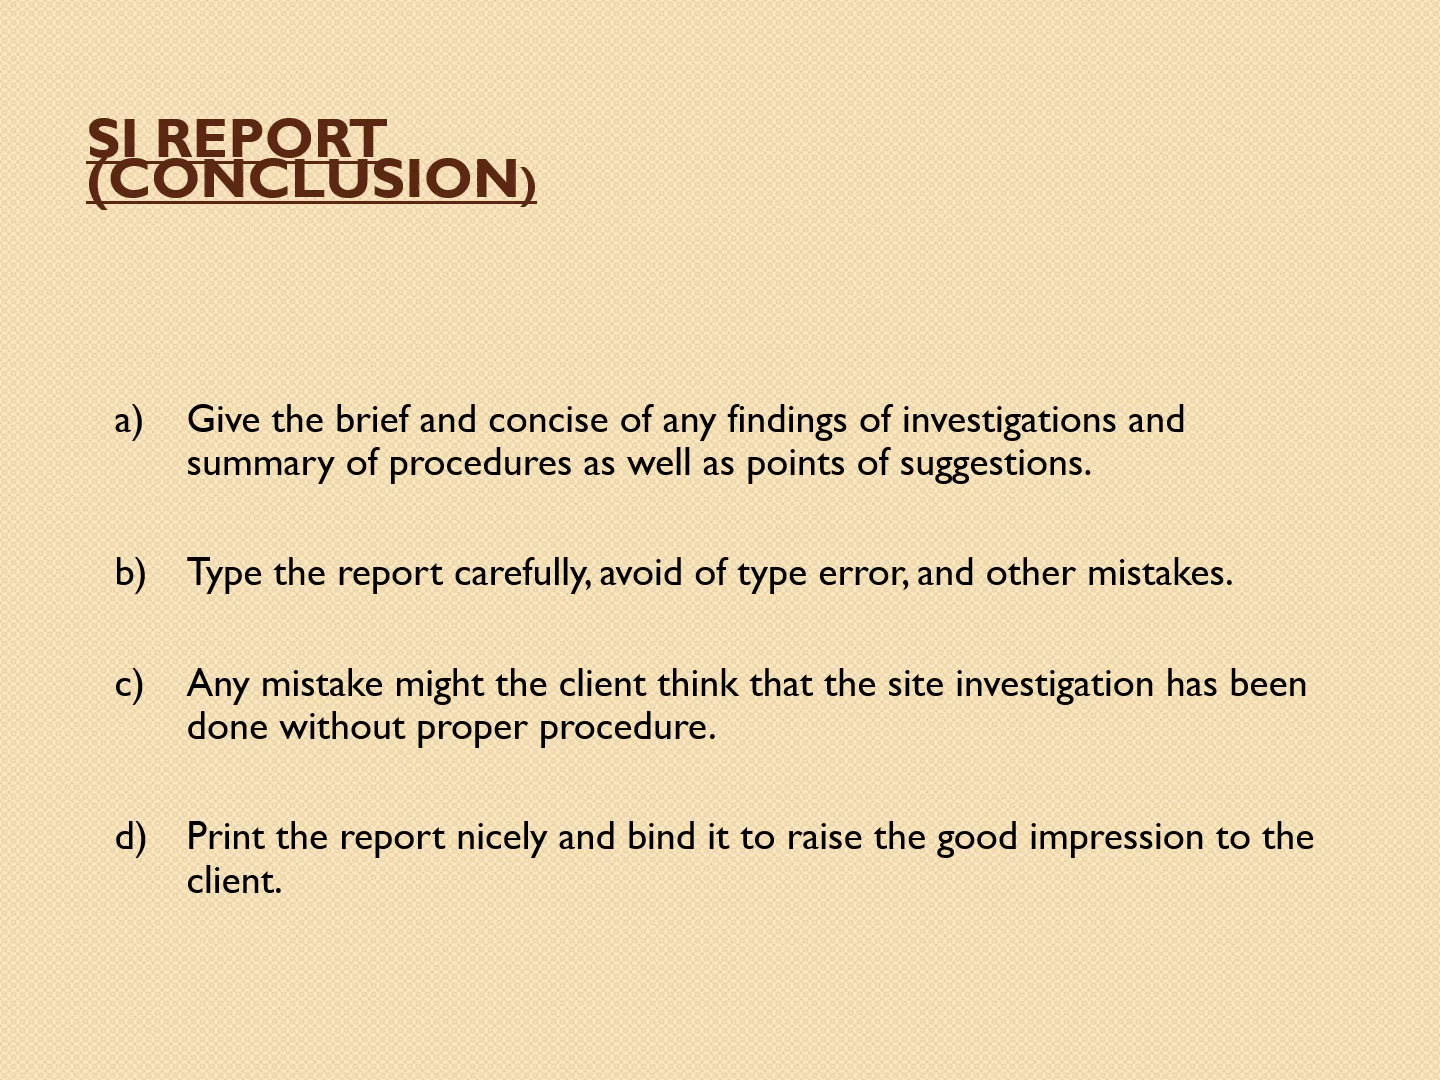 SI REPORT
(CONCLUSION)
a) Give the brief and concise of any findings of investigations and
summary of procedures as well as points of suggestions.
b) Type the report carefully, avoid of type error, and other mistakes.
c) Any mistake might the client think that the site investigation has been
done without proper procedure.
d) Print the report nicely and bind it to raise the good impression to the
client.